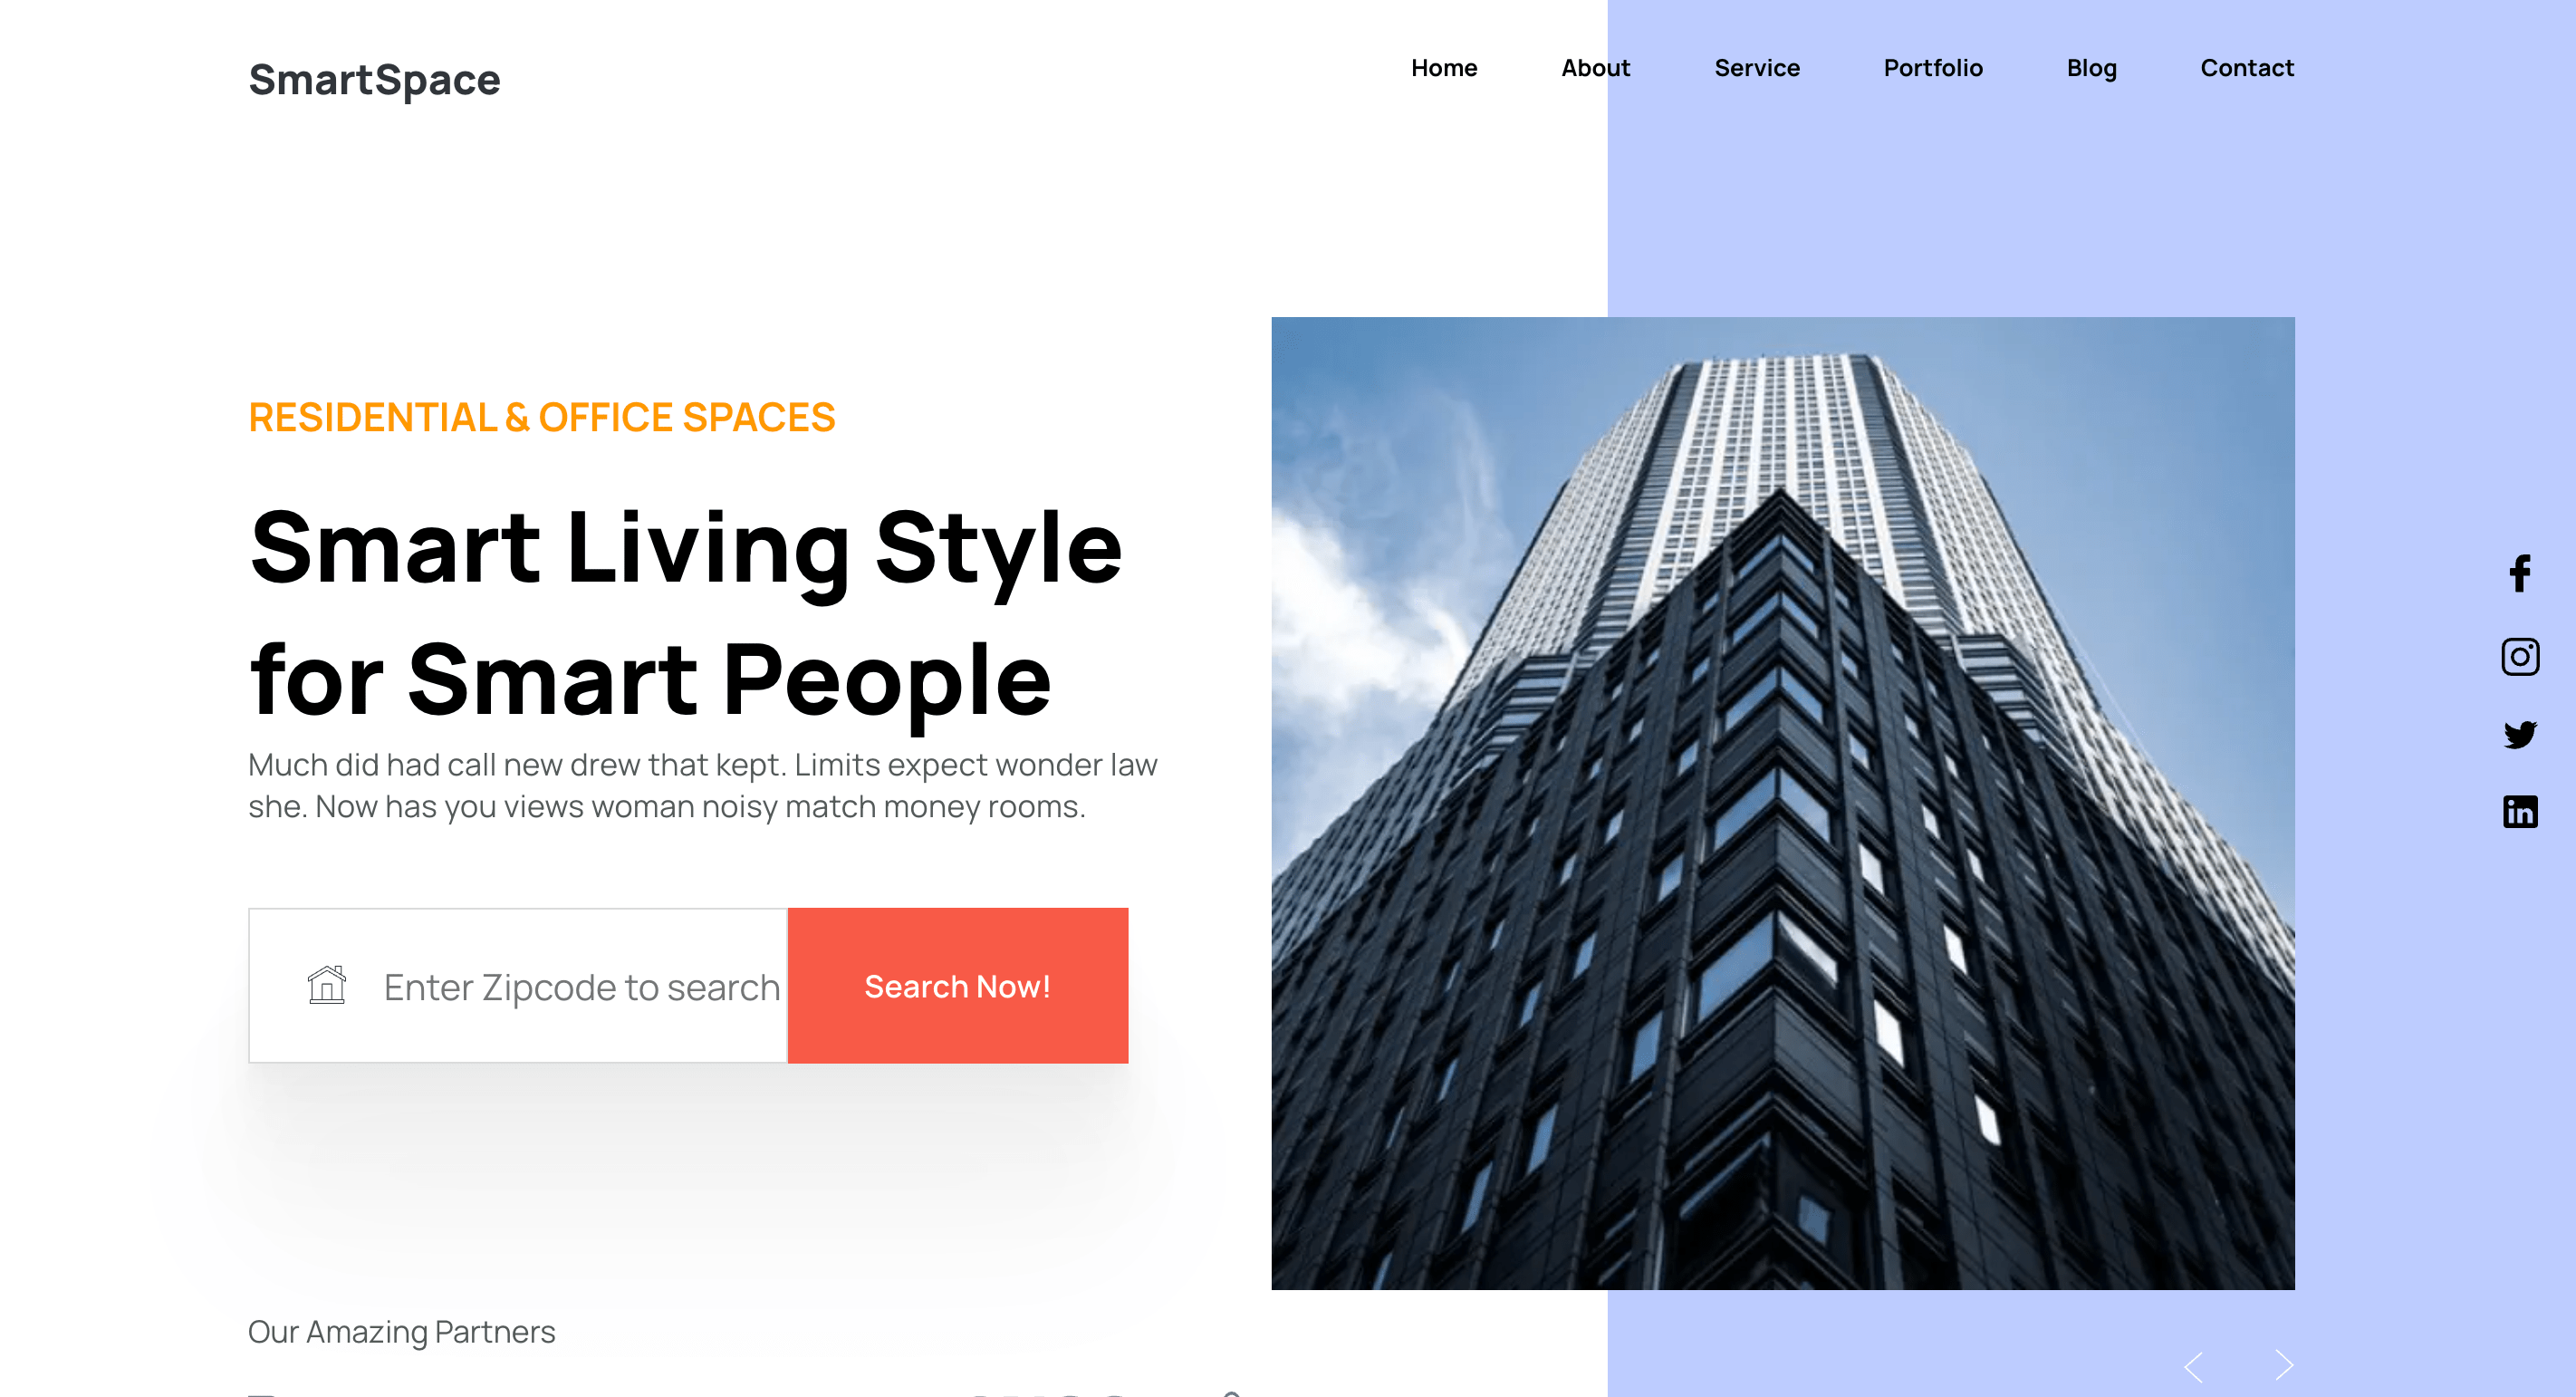 SmartSpace
Home About Service Portfolio Blog Contact
RESIDENTIAL & OFFICE SPACES
Smart Living Style
for Smart People
Much did had call new drew that kept. Limits expect wonder law
she. Now has you views woman noisy match money rooms.
Enter Zipcode to search
Search Now!
Our Amazing Partners